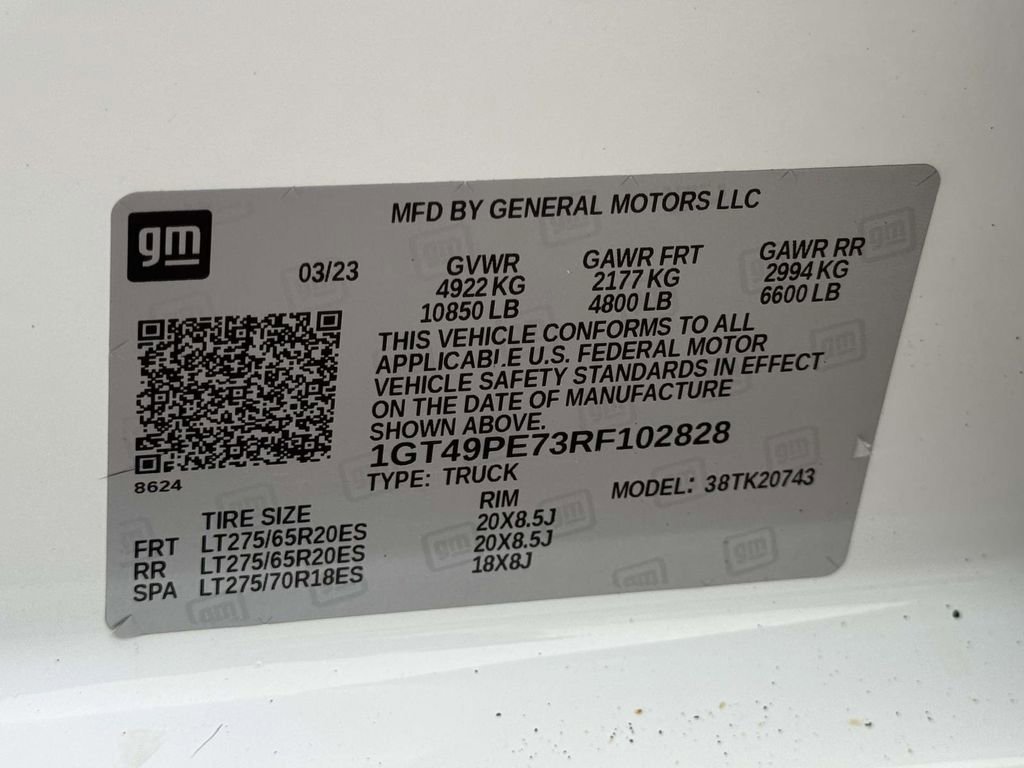 MFD BY GENERAL MOTORS LLC
gm
03/23
GVWR GAWR FRT GAWR RR
4922 KG 2177 KG 2994 KG
10850 LB 4800 LB 6600 LB
THIS VEHICLE CONFORMS TO ALL
APPLICABLE U.S. FEDERAL MOTOR
VEHICLE SAFETY STANDARDS IN EFFECT
ON THE DATE OF MANUFACTURE
SHOWN ABOVE.
1GT49PE73RF102828
8624
TYPE: TRUCK MODEL: 38TK20743
TIRE SIZE RIM
FRT LT275/65R20ES 20X8.5J
RR LT275/65R20ES 20X8.5J
SPA LT275/70R18ES 18X8J